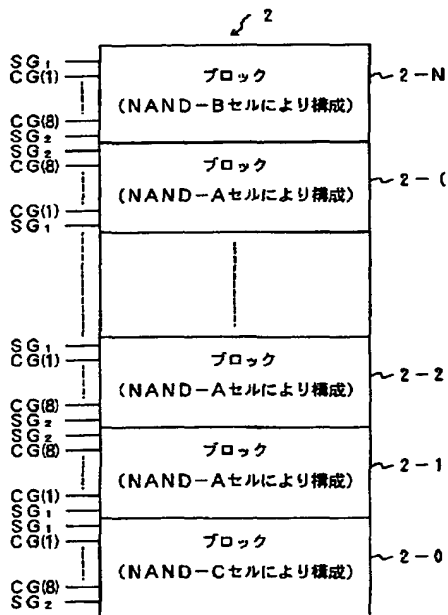 2
SG₁
CG(1)
CG(8)
SG₂
ブロック
(NAND-Bセルにより構成)
2-N
SG₂
CG(8)
CG(1)
SG₁
ブロック
(NAND-Aセルにより構成)
SG₁
CG(1)
CG(8)
SG₂
ブロック
(NAND-Aセルにより構成)
2-2
SG₂
CG(8)
CG(1)
SG₁
ブロック
(NAND-Aセルにより構成)
2-1
SG₁
CG(1)
CG(8)
SG₂
ブロック
(NAND-Cセルにより構成)
2-0